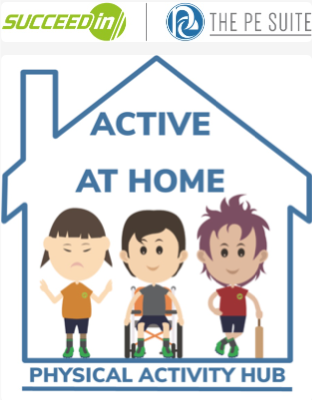 SUCCEEDin THE PE SUITE
ACTIVE
AT HOME
PHYSICAL ACTIVITY HUB